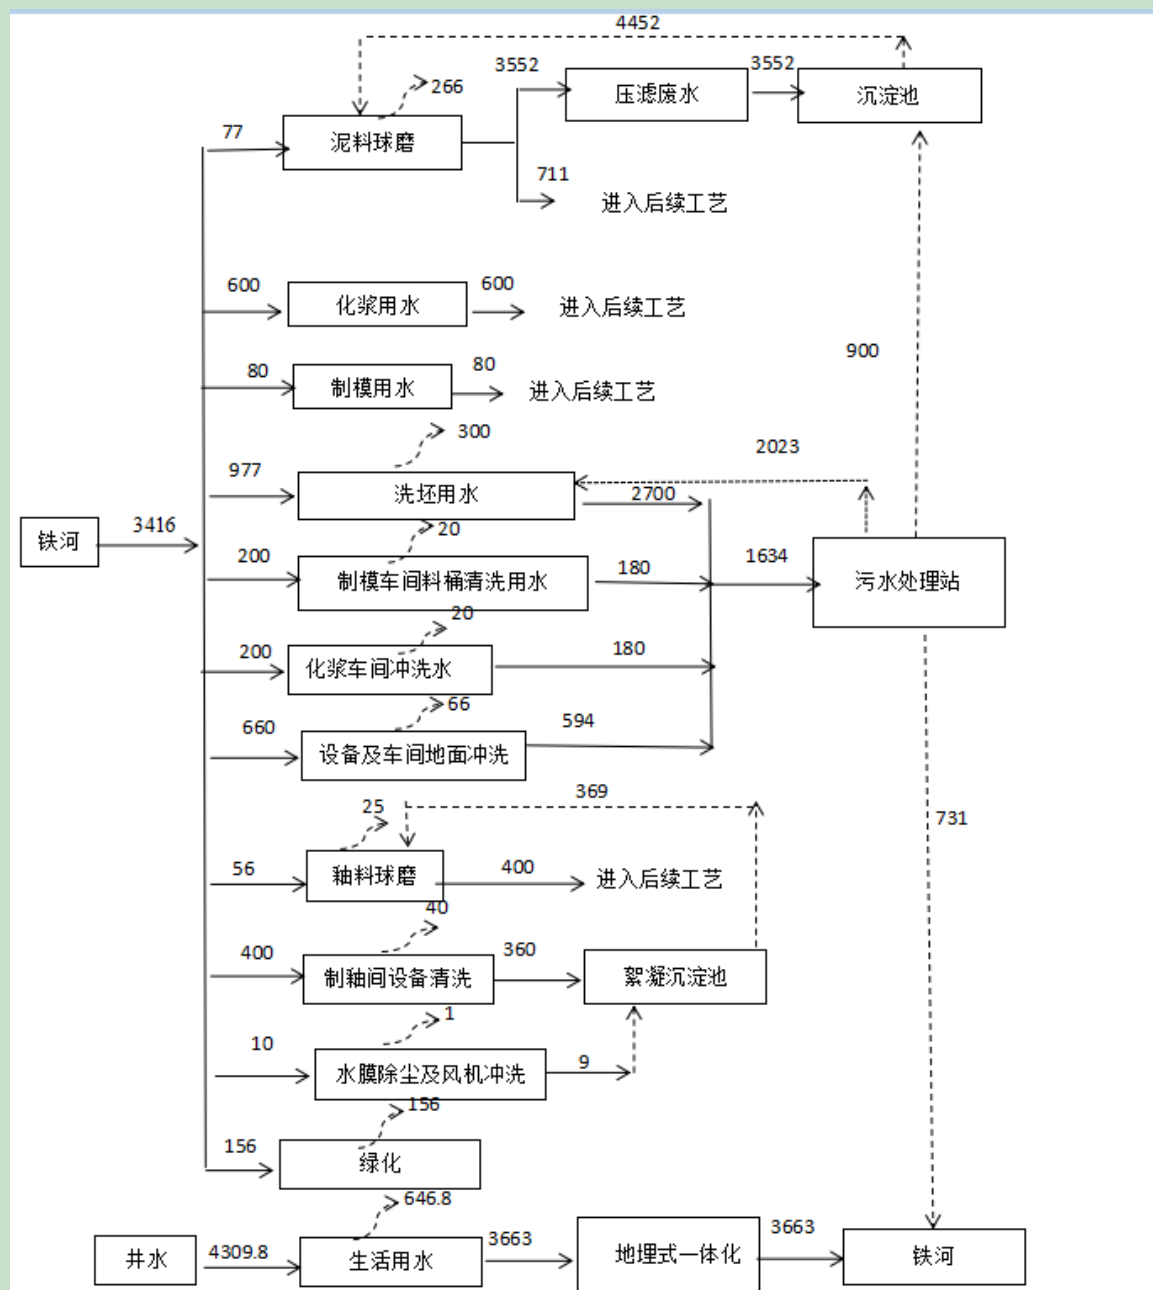 4452
266
3552
压滤废水
3552
沉淀池
77
泥料球磨
711
进入后续工艺
600
化浆用水
600
进入后续工艺
900
80
制模用水
80
进入后续工艺
300
2023
977
洗坯用水
2700
铁河
3416
20
200
制模车间料桶清洗用水
180
1634
污水处理站
20
200
化浆车间冲洗水
180
66
660
设备及车间地面冲洗
594
25
369
731
56
釉料球磨
400
进入后续工艺
40
400
制釉间设备清洗
360
絮凝沉淀池
1
10
水膜除尘及风机冲洗
9
156
156
绿化
646.8
井水
4309.8
生活用水
3663
地埋式一体化
3663
铁河